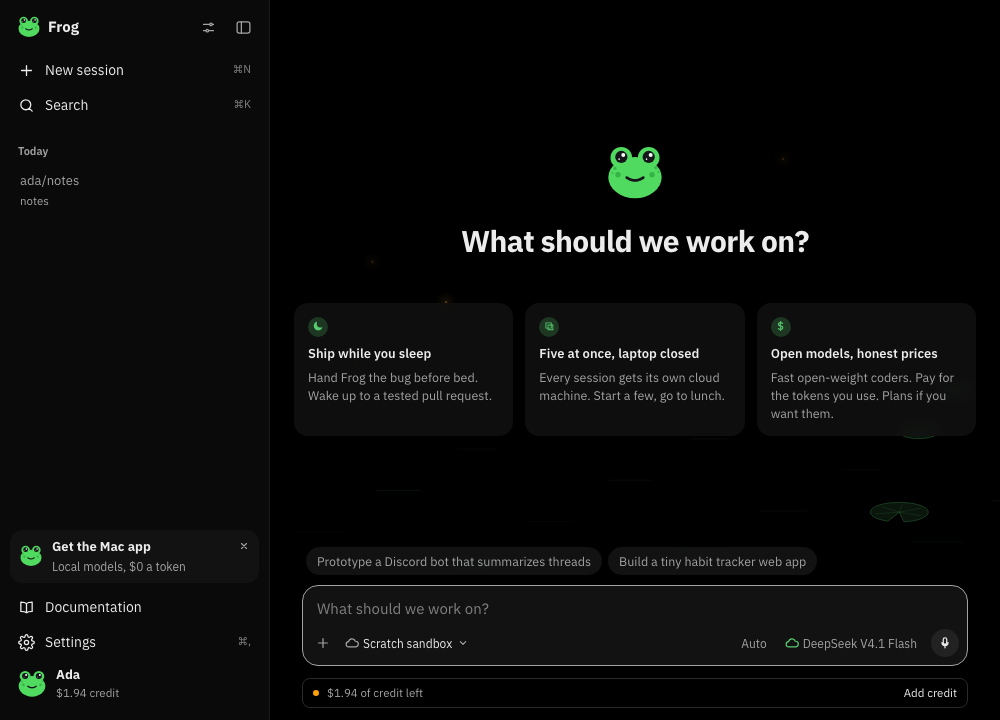 Frog
New session
⌘N
Search
⌘K
Today
ada/notes
notes
Get the Mac app
Local models, $0 a token
Documentation
Settings
⌘,
Ada
$1.94 credit
What should we work on?
Ship while you sleep
Hand Frog the bug before bed.
Wake up to a tested pull request.
Five at once, laptop closed
Every session gets its own cloud
machine. Start a few, go to lunch.
$
Open models, honest prices
Fast open-weight coders. Pay for
the tokens you use. Plans if you
want them.
Prototype a Discord bot that summarizes threads
Build a tiny habit tracker web app
What should we work on?
Scratch sandbox
Auto
DeepSeek V4.1 Flash
$1.94 of credit left
Add credit